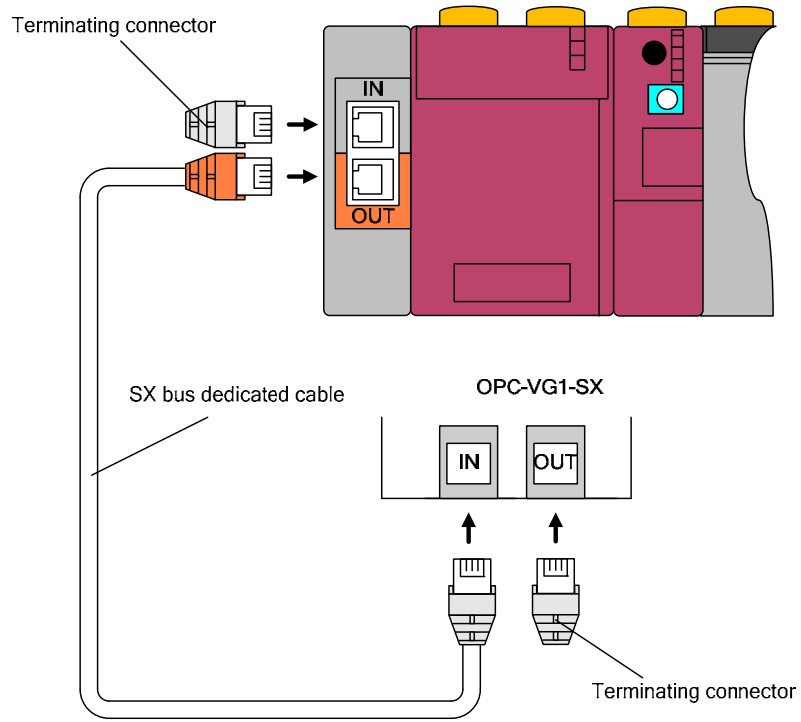 Terminating connector
IN
OUT
SX bus dedicated cable
OPC-VG1-SX
IN
OUT
Terminating connector